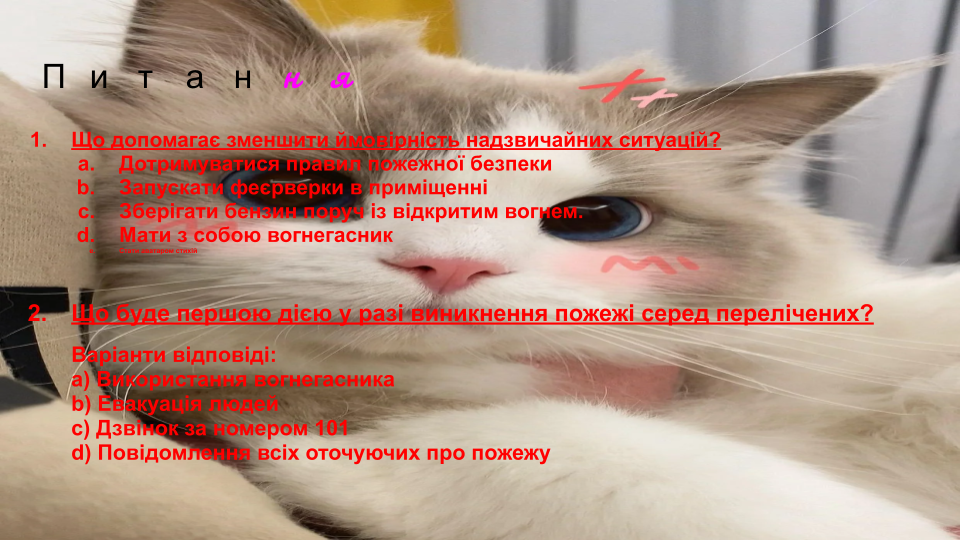 Питання
1. Що допомагає зменшити ймовірність надзвичайних ситуацій?
a. Дотримуватися правил пожежної безпеки
b. Запускати феєрверки в приміщенні
c. Зберігати бензин поруч із відкритим вогнем.
d. Мати з собою вогнегасник
2. Що буде першою дією у разі виникнення пожежі серед перелічених?
Варіанти відповіді:
a) Використання вогнегасника
b) Евакуація людей
c) Дзвінок за номером 101
d) Повідомлення всіх оточуючих про пожежу